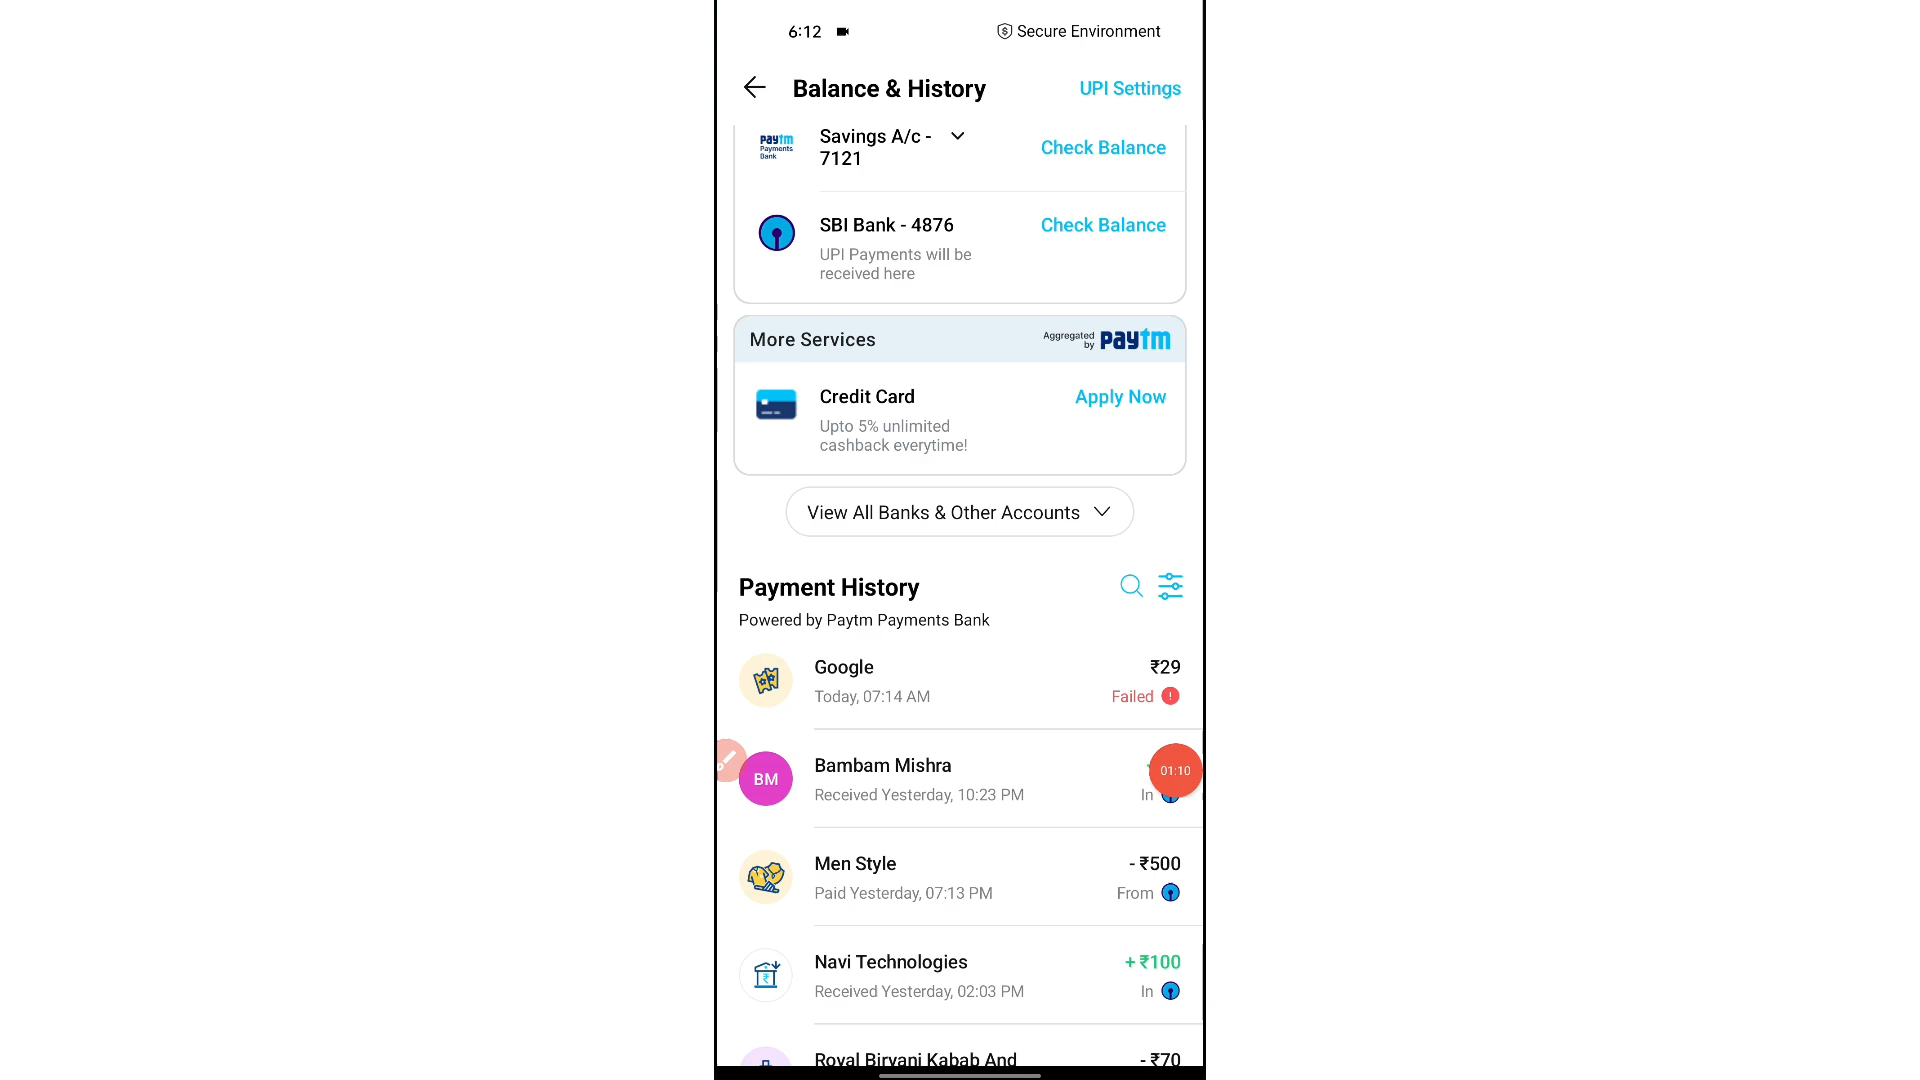 6:12
Secure Environment
Balance & History
UPI Settings
paytm
Payments
Bank
Savings A/c -
7121
Check Balance
SBI Bank - 4876
Check Balance
UPI Payments will be
received here
More Services
Aggregated
by
paytm
Credit Card
Apply Now
Upto 5% unlimited
cashback everytime!
View All Banks & Other Accounts
Payment History
Powered by Paytm Payments Bank
Google
₹29
Today, 07:14 AM
Failed
BM
Bambam Mishra
01:10
Received Yesterday, 10:23 PM
In
Men Style
- ₹500
Paid Yesterday, 07:13 PM
From
Navi Technologies
+ ₹100
Received Yesterday, 02:03 PM
In
Royal Biryani Kabab And
- ₹70